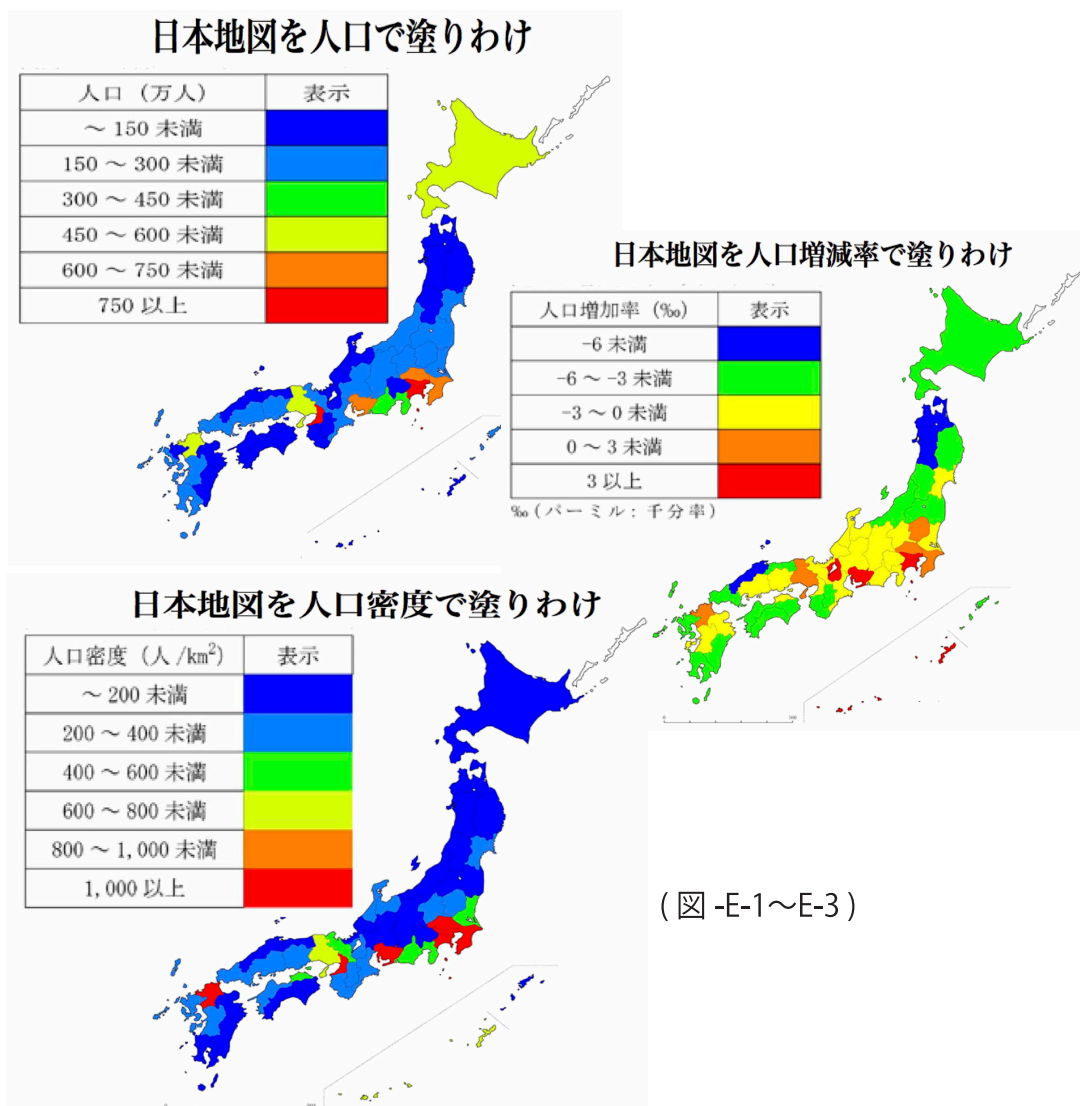 日本地図を人口で塗りわけ
人口（万人） 表示
～ 150 未満
150 ～ 300 未満
300 ～ 450 未満
450 ～ 600 未満
600 ～ 750 未満
750 以上
日本地図を人口増減率で塗りわけ
人口増加率（‰） 表示
-6 未満
-6 ～ -3 未満
-3 ～ 0 未満
0 ～ 3 未満
3 以上
‰（パーミル：千分率）
日本地図を人口密度で塗りわけ
人口密度（人/km²） 表示
～ 200 未満
200 ～ 400 未満
400 ～ 600 未満
600 ～ 800 未満
800 ～ 1,000 未満
1,000 以上
( 図 -E-1～E-3 )